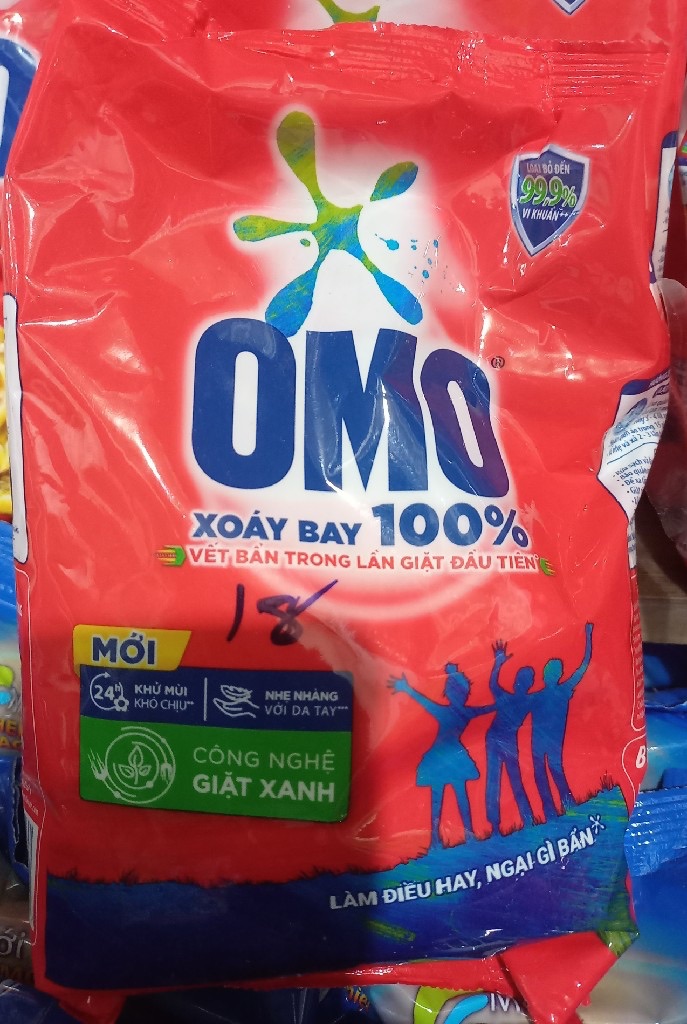 LOẠI BỎ ĐẾN
99,9%
VI KHUẨN++
OMO®
XOÁY BAY 100%
VẾT BẨN TRONG LẦN GIẶT ĐẦU TIÊN*
18
MỚI
24H KHỬ MÙI
KHÓ CHỊU**
NHẸ NHÀNG
VỚI DA TAY***
CÔNG NGHỆ
GIẶT XANH
LÀM ĐIỀU HAY, NGẠI GÌ BẨN